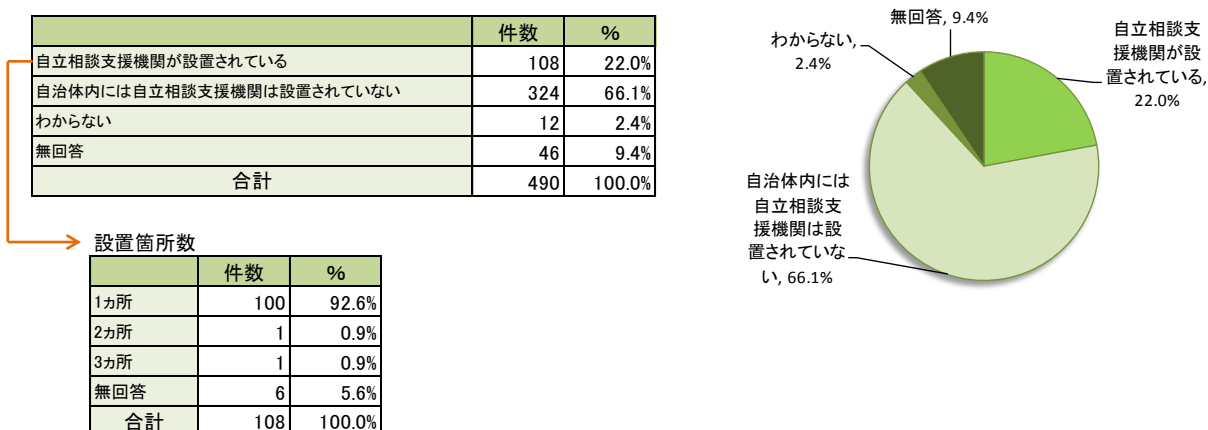 件数 %
自立相談支援機関が設置されている 108 22.0%
自治体内には自立相談支援機関は設置されていない 324 66.1%
わからない 12 2.4%
無回答 46 9.4%
合計 490 100.0%
設置箇所数
件数 %
1ヵ所 100 92.6%
2ヵ所 1 0.9%
3ヵ所 1 0.9%
無回答 6 5.6%
合計 108 100.0%
無回答, 9.4%
わからない,
2.4%
自立相談支
援機関が設
置されている,
22.0%
自治体内には
自立相談支
援機関は設
置されていな
い, 66.1%